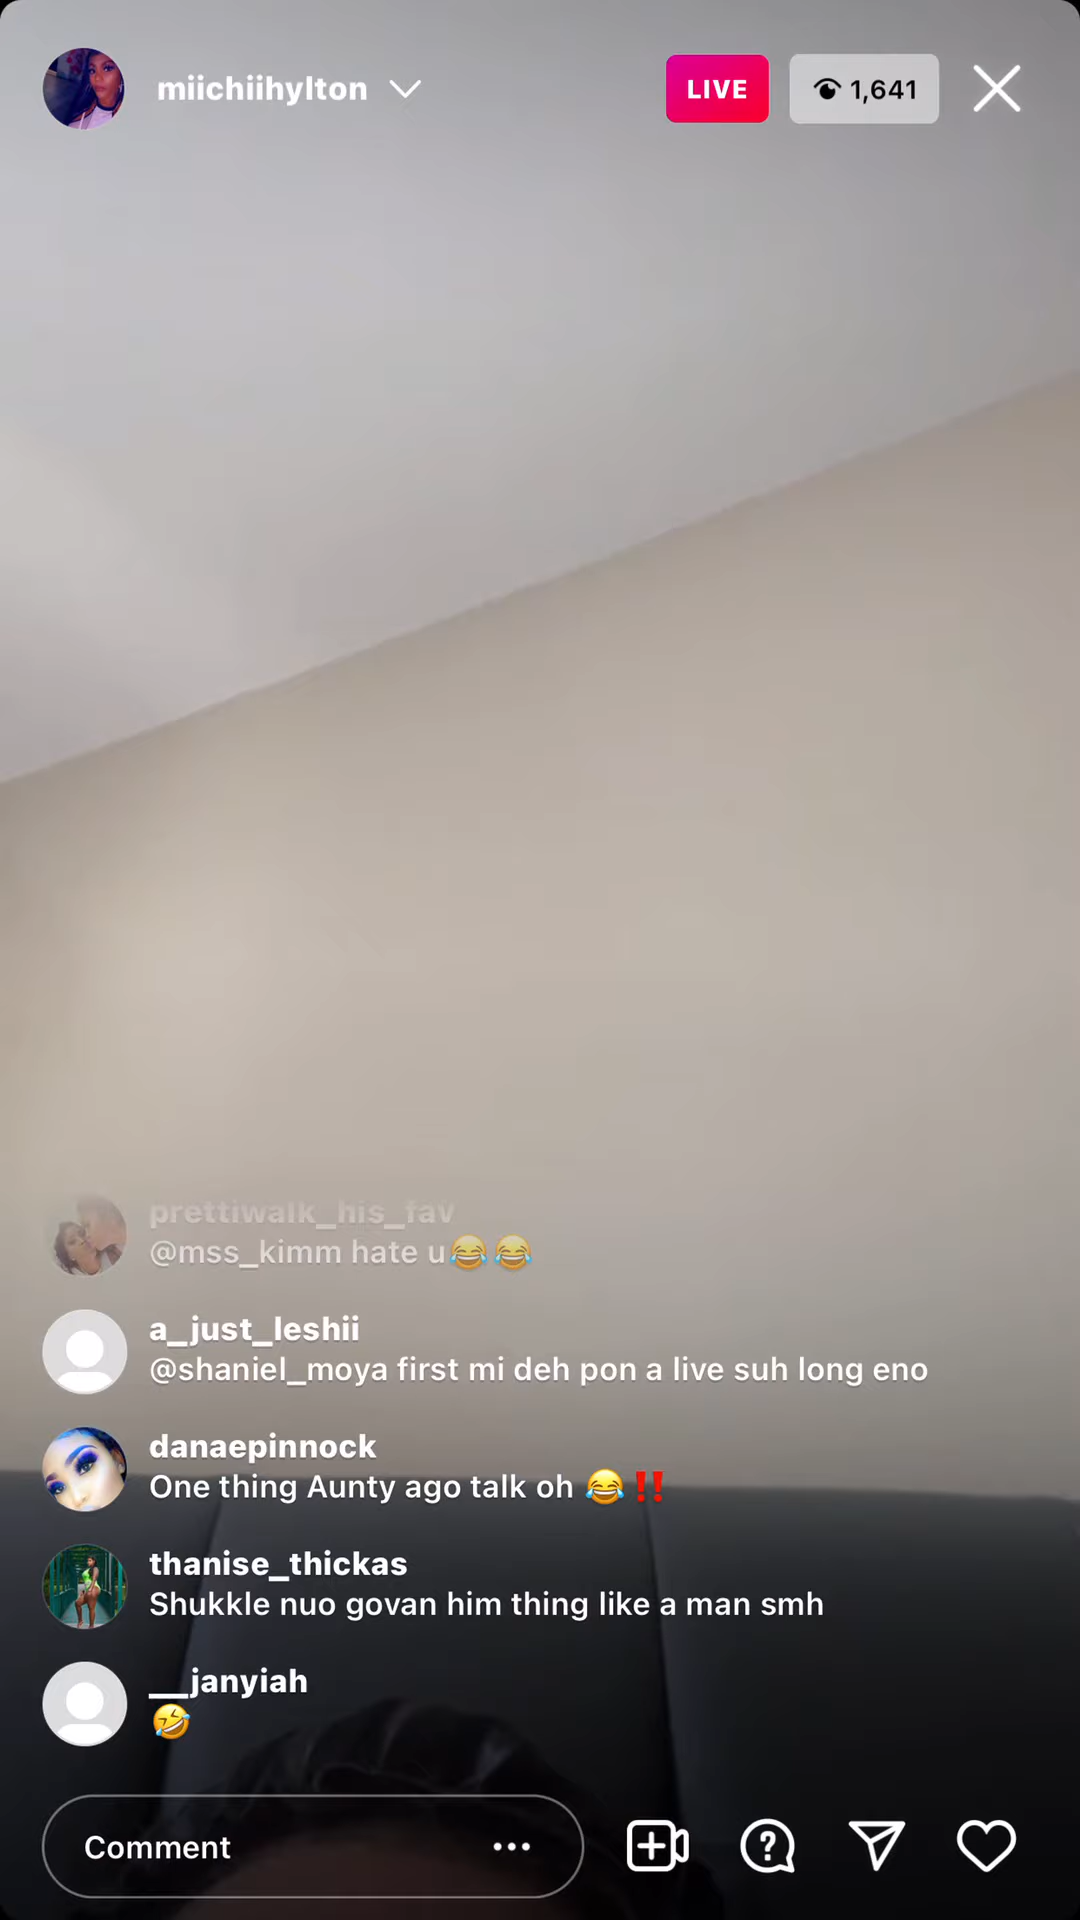 miichiihylton
LIVE
1,641
prettiwalk_his_fav
@mss_kimm hate u😂😂
a_just_leshii
@shaniel_moya first mi deh pon a live suh long eno
danaepinnock
One thing Aunty ago talk oh 😂‼️
thanise_thickas
Shukkle nuo govan him thing like a man smh
__janyiah
🤣
Comment